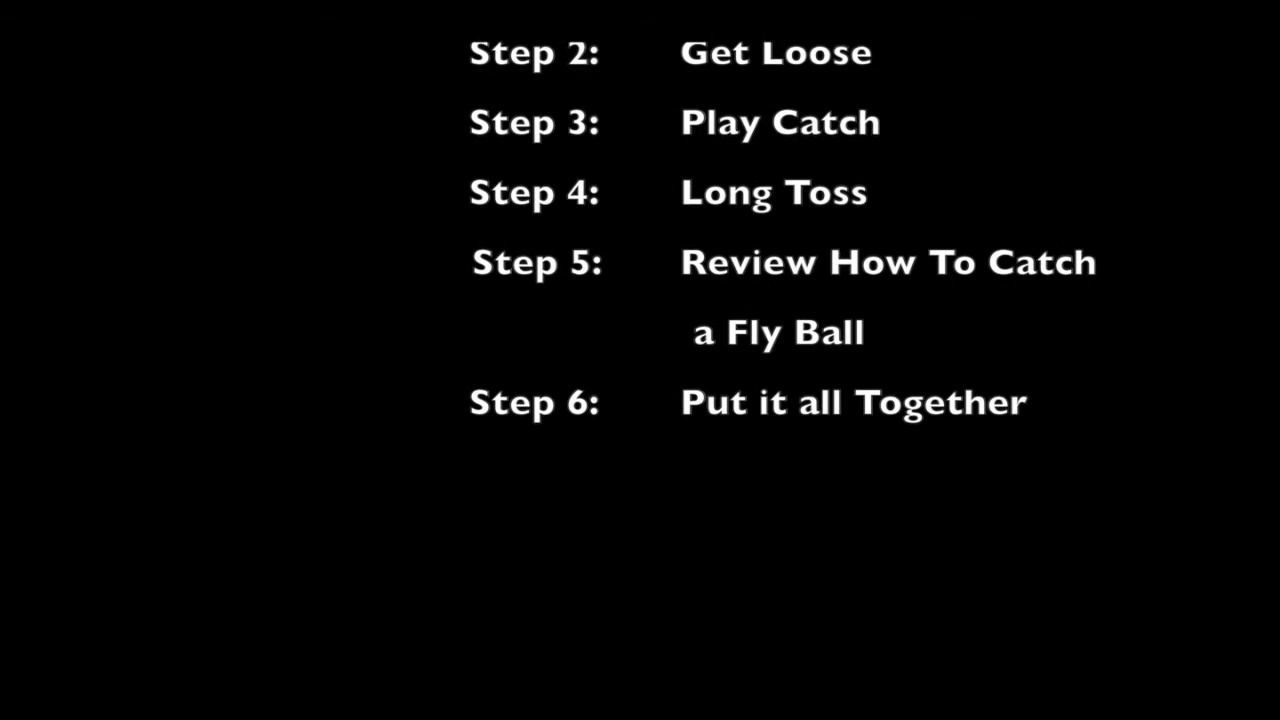 Step 2: Get Loose
Step 3: Play Catch
Step 4: Long Toss
Step 5: Review How To Catch
a Fly Ball
Step 6: Put it all Together